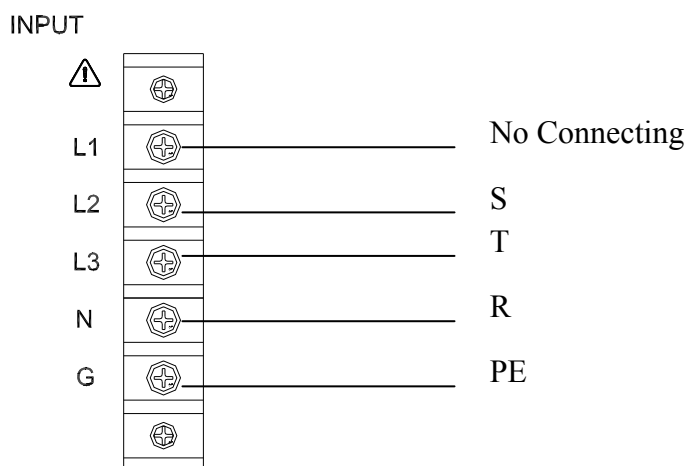 INPUT
L1 No Connecting
L2 S
L3 T
N R
G PE